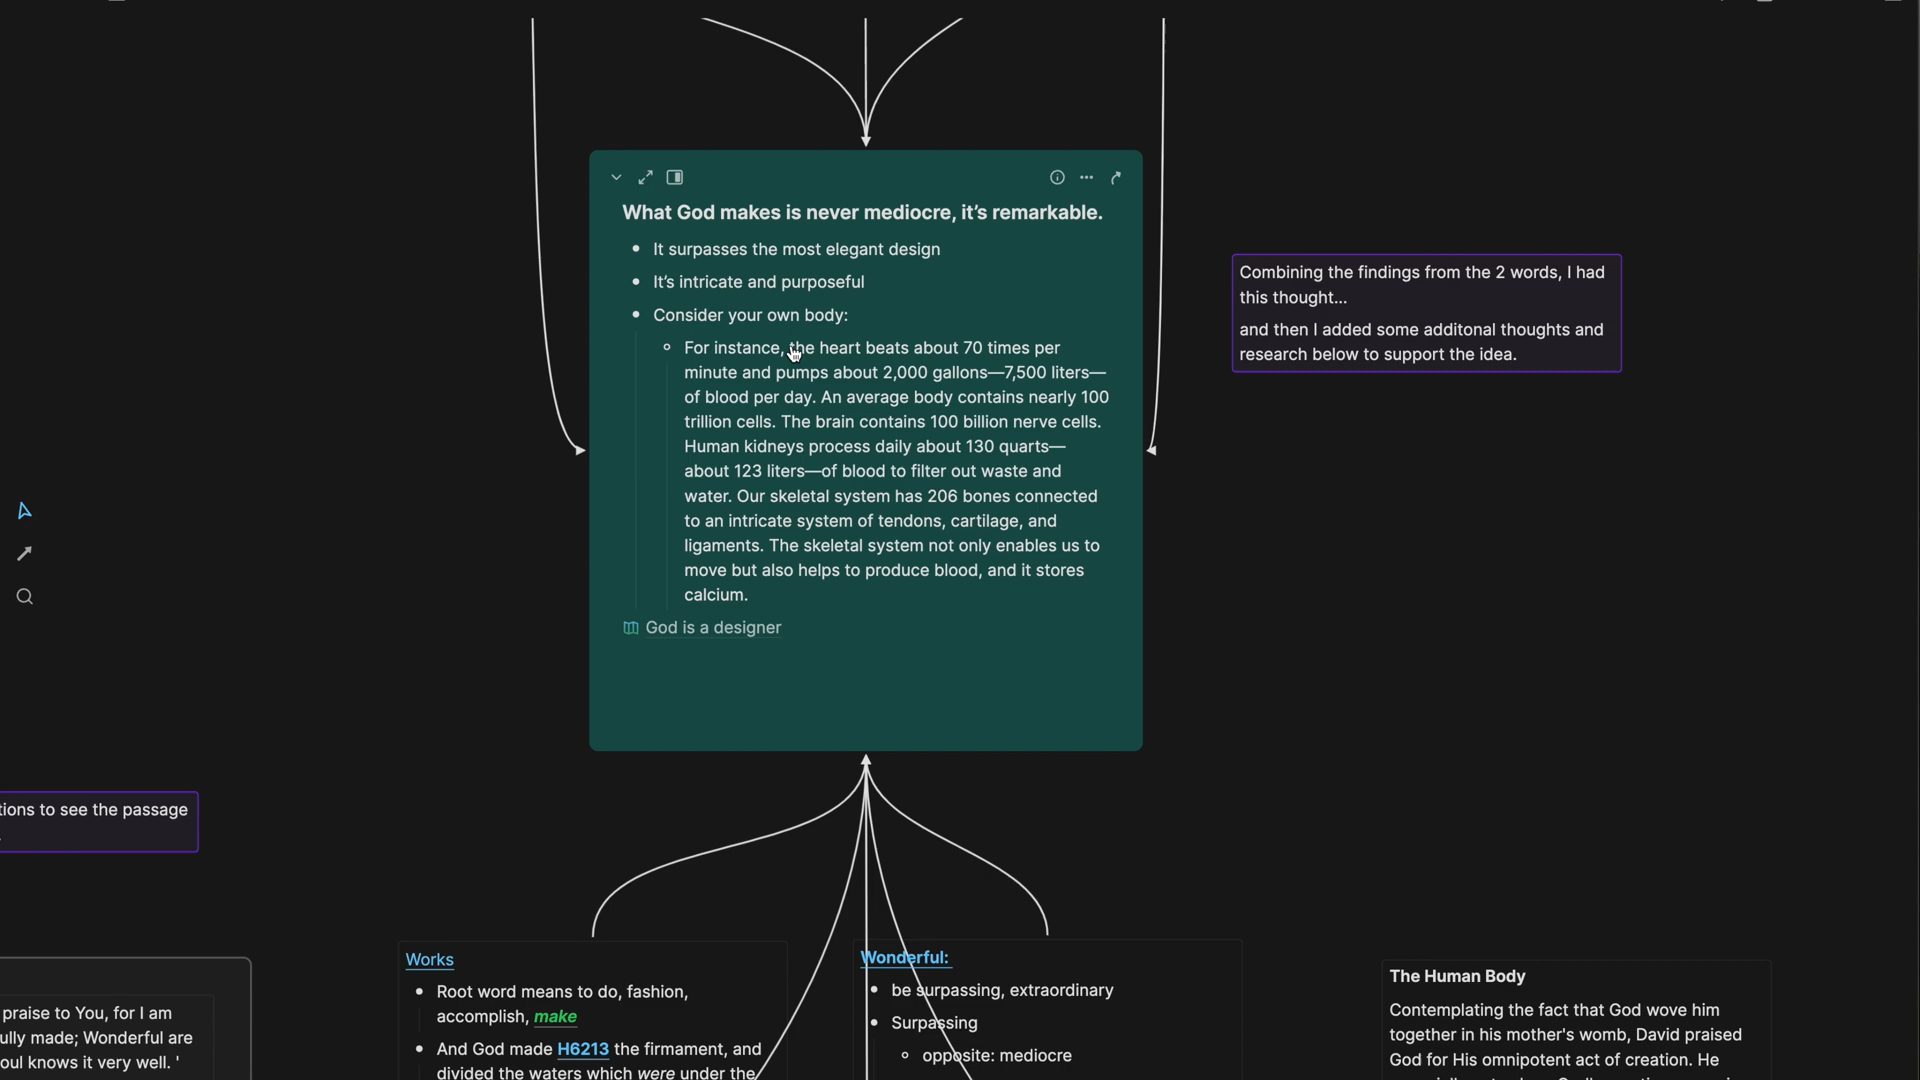 What God makes is never mediocre, it's remarkable.
It surpasses the most elegant design
It's intricate and purposeful
Consider your own body:
For instance, the heart beats about 70 times per
minute and pumps about 2,000 gallons—7,500 liters—
of blood per day. An average body contains nearly 100
trillion cells. The brain contains 100 billion nerve cells.
Human kidneys process daily about 130 quarts—
about 123 liters—of blood to filter out waste and
water. Our skeletal system has 206 bones connected
to an intricate system of tendons, cartilage, and
ligaments. The skeletal system not only enables us to
move but also helps to produce blood, and it stores
calcium.
God is a designer
Combining the findings from the 2 words, I had
this thought...
and then I added some additonal thoughts and
research below to support the idea.
tions to see the passage
praise to You, for I am
ully made; Wonderful are
oul knows it very well. '
Works
Root word means to do, fashion,
accomplish, make
And God made H6213 the firmament, and
divided the waters which were under the
Wonderful:
be surpassing, extraordinary
Surpassing
opposite: mediocre
The Human Body
Contemplating the fact that God wove him
together in his mother's womb, David praised
God for His omnipotent act of creation. He